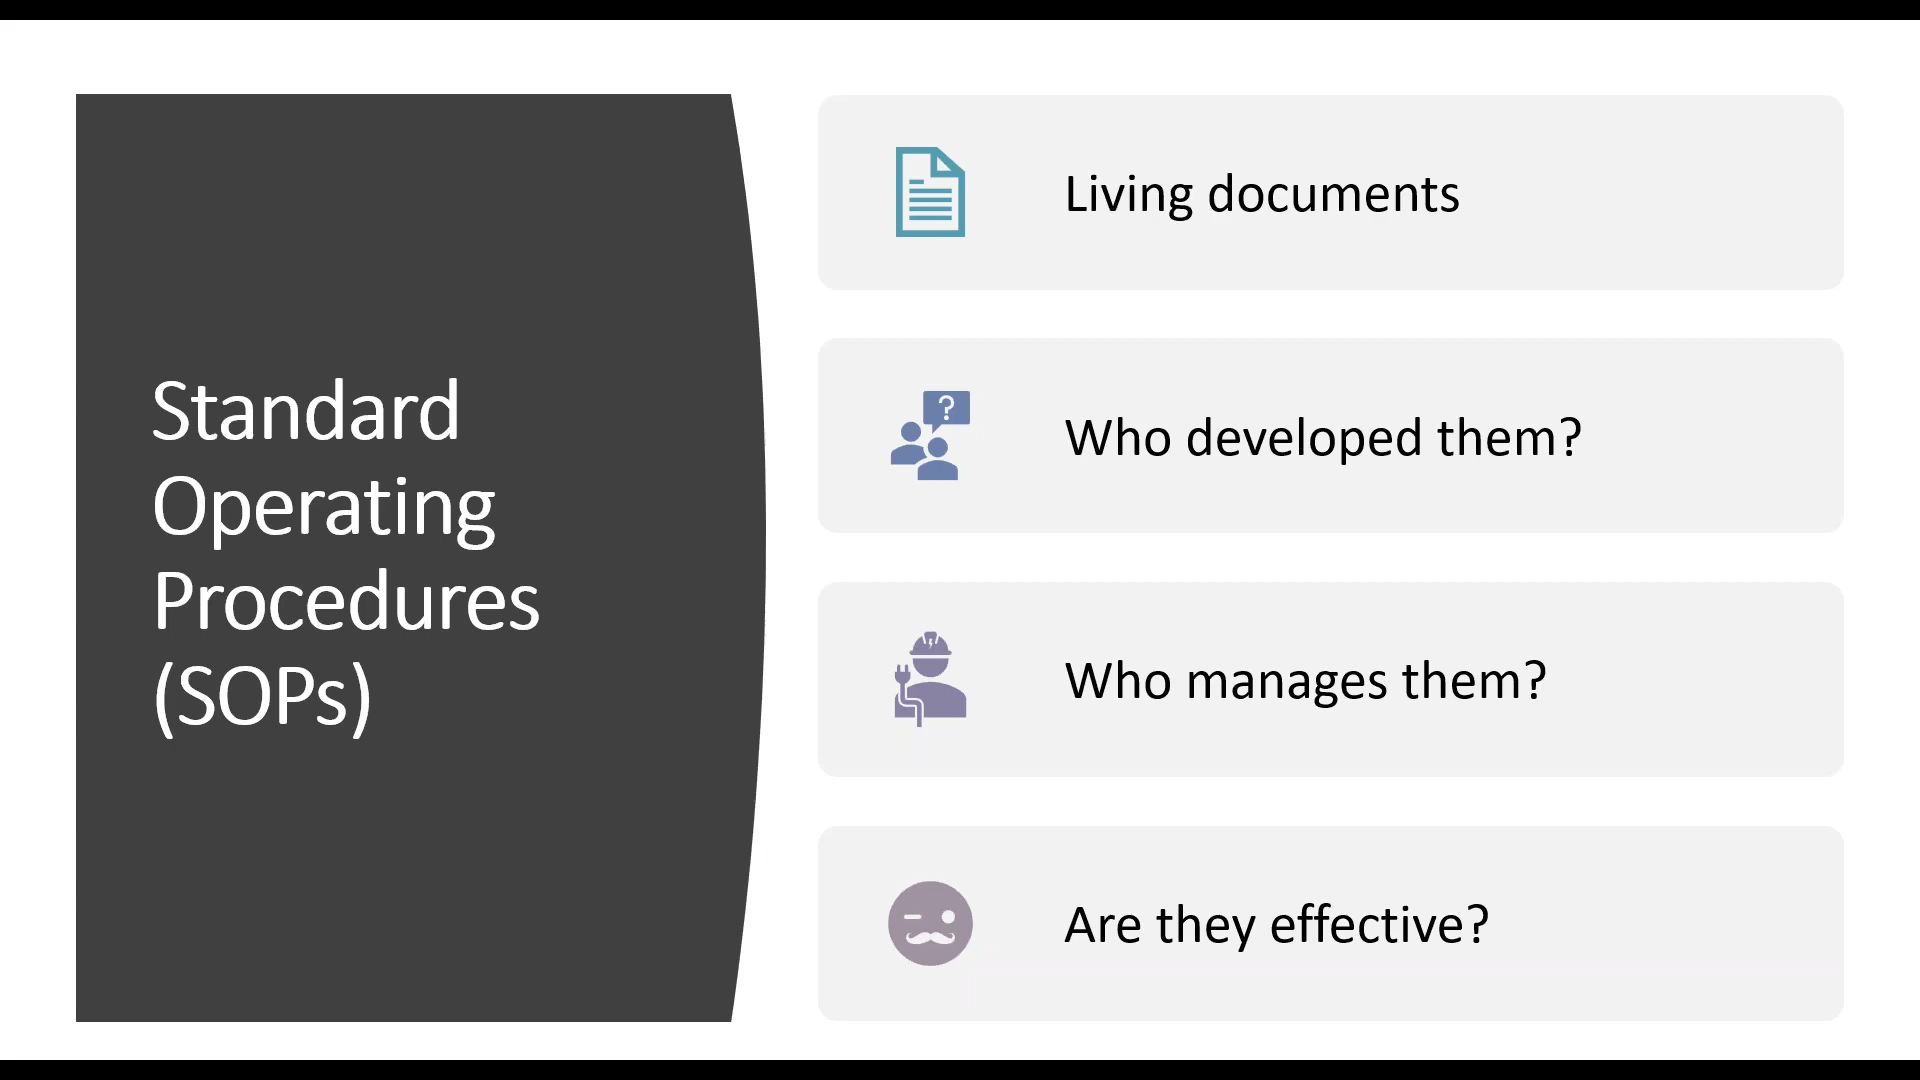 Standard
Operating
Procedures
(SOPs)
Living documents
?
Who developed them?
Who manages them?
Are they effective?